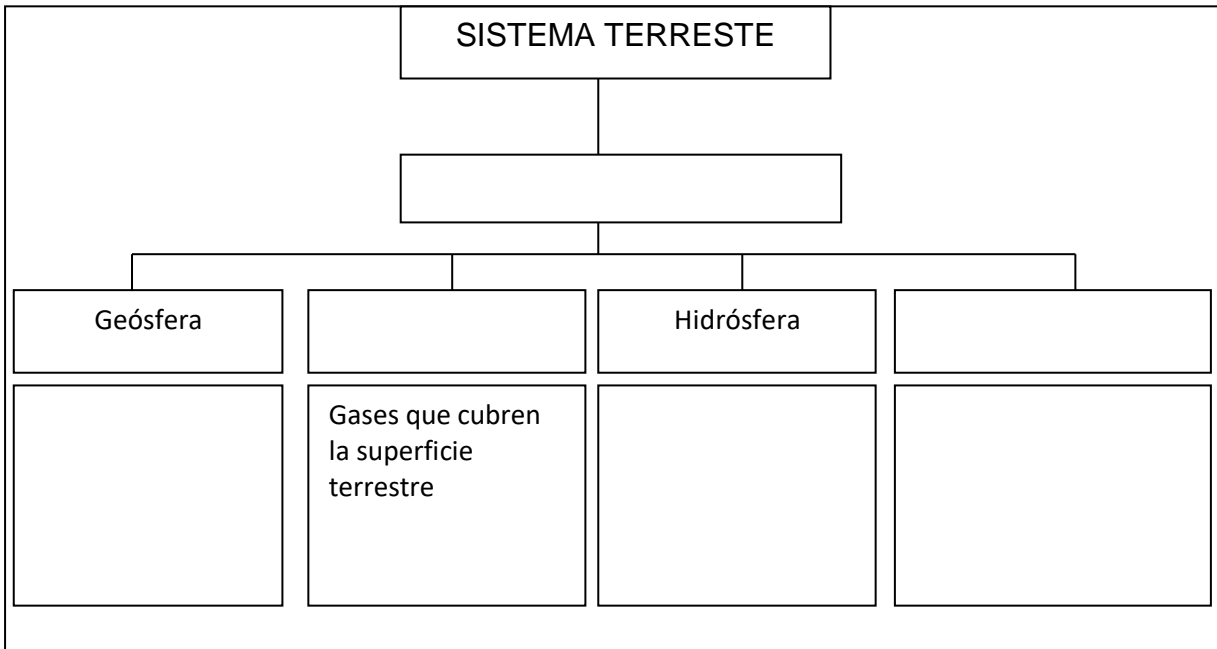 SISTEMA TERRESTE
Geósfera
Hidrósfera
Gases que cubren
la superficie
terrestre